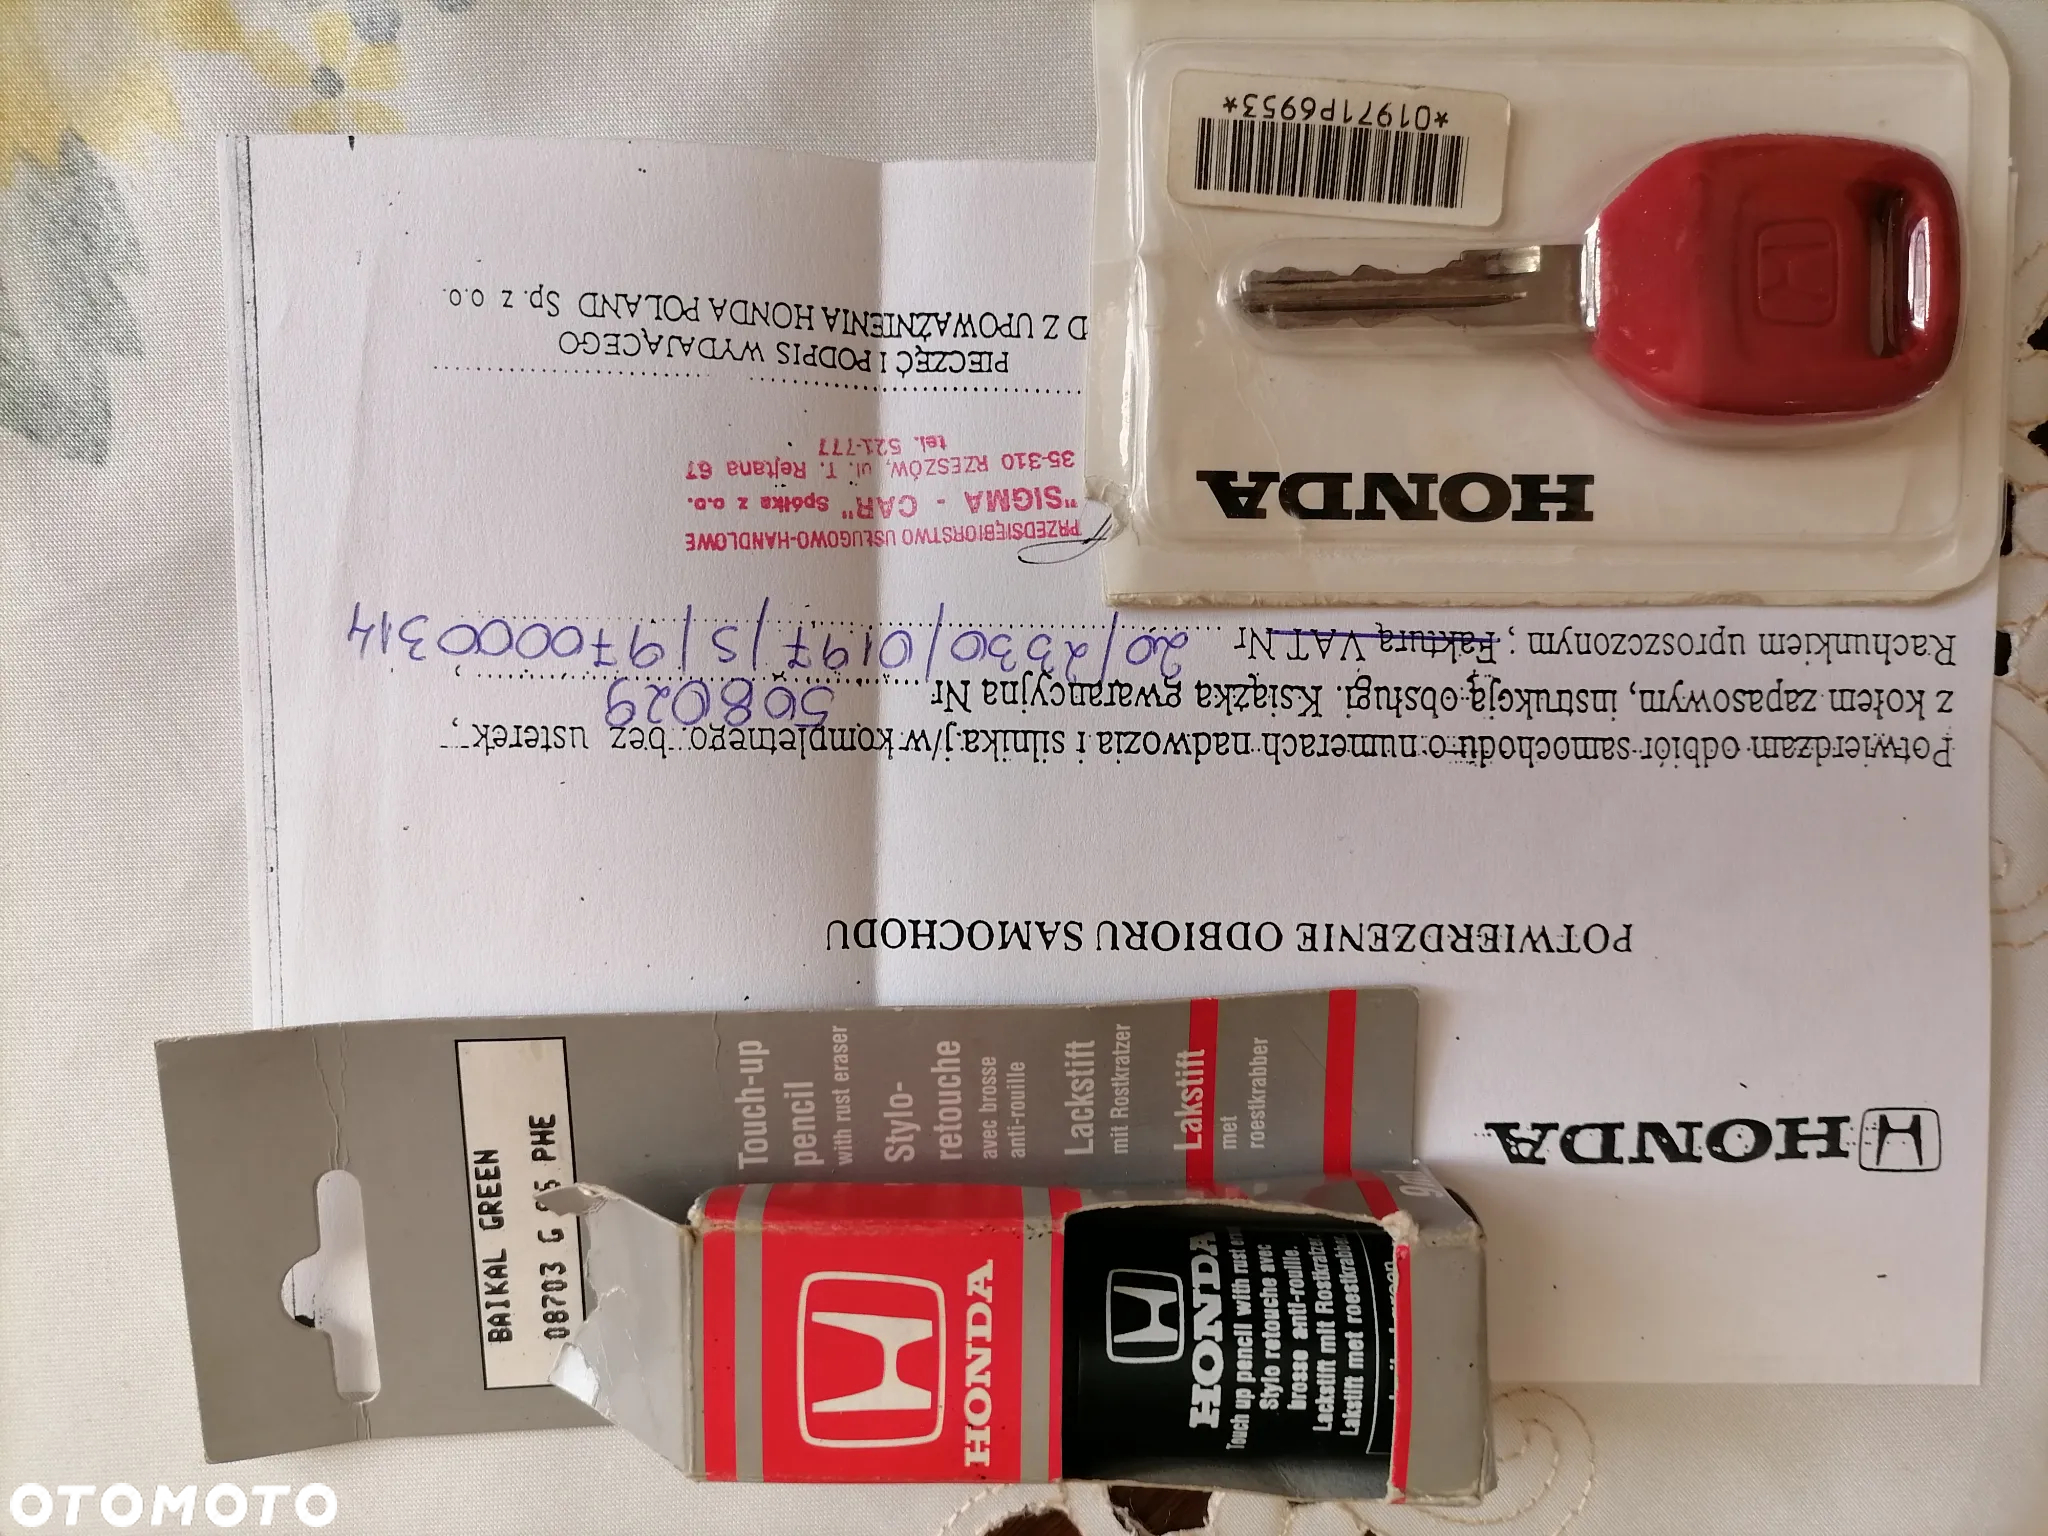 HONDA
POTWIERDZENIE ODBIORU SAMOCHODU
Potwierdzam odbiór samochodu o numerach nadwozia i silnika j/w kompletnego bez usterek,
z kołem zapasowym, instrukcją obsługi. Książka gwarancyjna Nr 508029,
Rachunkiem uproszczonym ; Fakturą VAT Nr 20/2330/0197/S/970000314
PRZEDSIĘBIORSTWO USŁUGOWO-HANDLOWE
"SIGMA - CAR" Spółka z o.o.
35-310 RZESZÓW, ul. T. Rejtana 67
tel. 521-777
PIECZĘĆ I PODPIS WYDAJĄCEGO
D Z UPOWAŻNIENIA HONDA POLAND Sp. z o.o.
HONDA
*01971P6953*
BAIKAL GREEN
08703 G PHE
Touch-up
pencil
with rust eraser
Stylo-
retouche
avec brosse
anti-rouille
Lackstift
mit Rostkratzer
Lakstift
met
roestkrabber
HONDA
HONDA
Touch up pencil with rust
Stylo retouche avec
brosse anti-rouille.
Lackstift mit Rostkratzer
Lakstift met roestkrabber
OTOMOTO